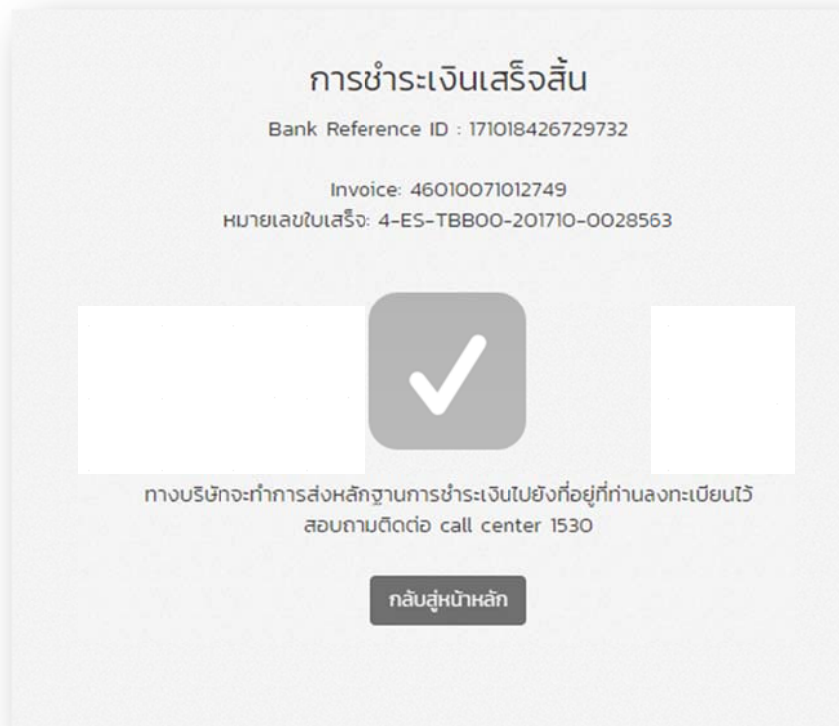 การชำระเงินเสร็จสิ้น
Bank Reference ID : 171018426729732
Invoice: 46010071012749
หมายเลขใบเสร็จ: 4-ES-TBB00-201710-0028563
ทางบริษัทจะทำการส่งหลักฐานการชำระเงินไปยังที่อยู่ที่ท่านลงทะเบียนไว้
สอบถามติดต่อ call center 1530
กลับสู่หน้าหลัก